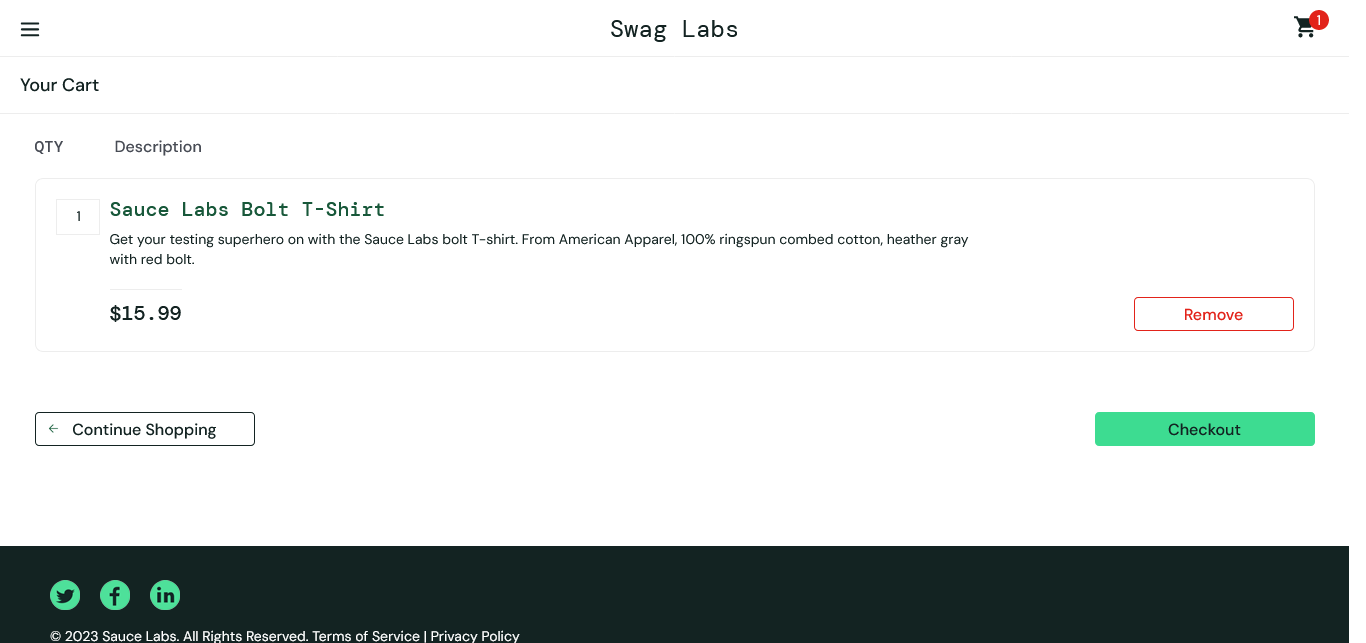 Swag Labs
1
Your Cart
QTY
Description
1
Sauce Labs Bolt T-Shirt
Get your testing superhero on with the Sauce Labs bolt T-shirt. From American Apparel, 100% ringspun combed cotton, heather gray
with red bolt.
$15.99
Remove
Continue Shopping
Checkout
© 2023 Sauce Labs. All Rights Reserved. Terms of Service | Privacy Policy